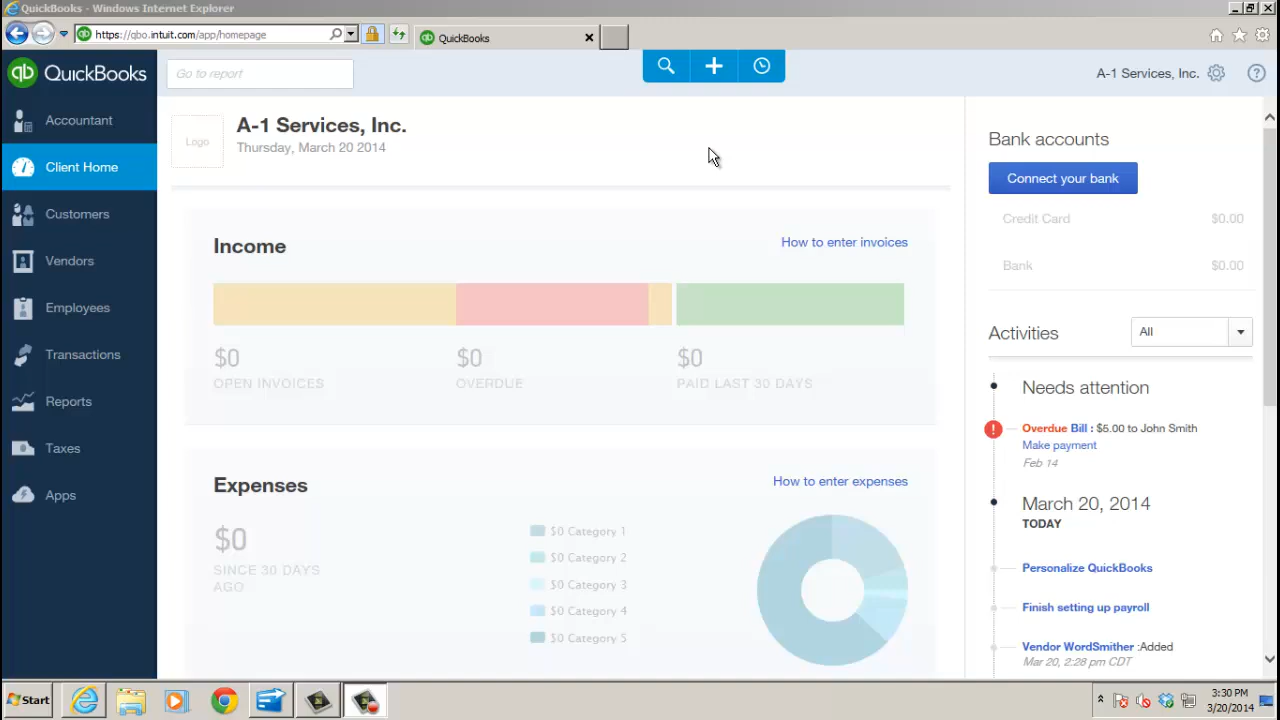 QuickBooks - Windows Internet Explorer
https://qbo.intuit.com/app/homepage
QuickBooks
qb QuickBooks
Go to report
A-1 Services, Inc.
Accountant
Client Home
Customers
Vendors
Employees
Transactions
Reports
Taxes
Apps
Logo
A-1 Services, Inc.
Thursday, March 20 2014
Income
How to enter invoices
$0
OPEN INVOICES
$0
OVERDUE
$0
PAID LAST 30 DAYS
Expenses
How to enter expenses
$0
SINCE 30 DAYS
AGO
$0 Category 1
$0 Category 2
$0 Category 3
$0 Category 4
$0 Category 5
Bank accounts
Connect your bank
Credit Card $0.00
Bank $0.00
Activities
All
Needs attention
Overdue Bill : $5.00 to John Smith
Make payment
Feb 14
March 20, 2014
TODAY
Personalize QuickBooks
Finish setting up payroll
Vendor WordSmither :Added
Mar 20, 2:28 pm CDT
Start
3:30 PM
3/20/2014